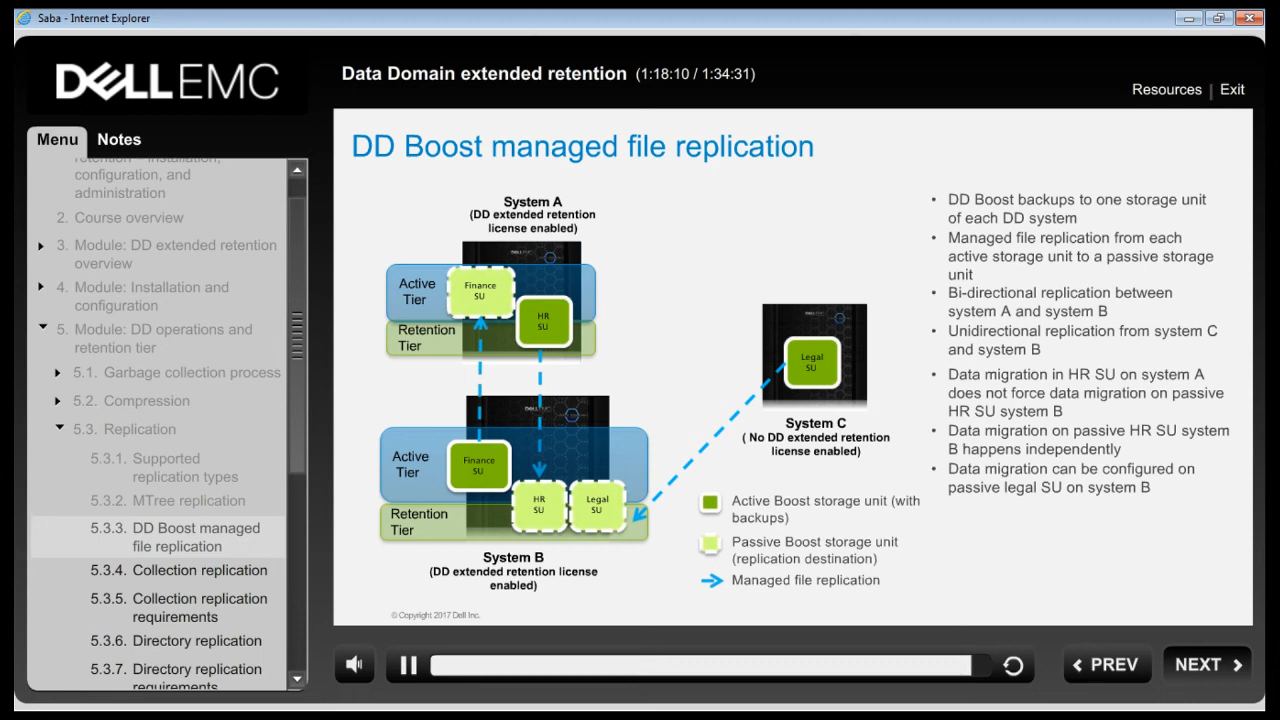 Saba - Internet Explorer
DELLEMC
Data Domain extended retention (1:18:10 / 1:34:31)
Resources | Exit
Menu Notes
retention - installation,
configuration, and
administration
2. Course overview
3. Module: DD extended retention
overview
4. Module: Installation and
configuration
5. Module: DD operations and
retention tier
5.1. Garbage collection process
5.2. Compression
5.3. Replication
5.3.1. Supported
replication types
5.3.2. MTree replication
5.3.3. DD Boost managed
file replication
5.3.4. Collection replication
5.3.5. Collection replication
requirements
5.3.6. Directory replication
5.3.7. Directory replication
requirements
DD Boost managed file replication
System A
(DD extended retention
license enabled)
DELLEMC
Active
Tier
Finance
SU
HR
SU
Retention
Tier
DELLEMC
Active
Tier
Finance
SU
HR
SU
Legal
SU
Retention
Tier
System B
(DD extended retention license
enabled)
DELLEMC
Legal
SU
System C
( No DD extended retention
license enabled)
Active Boost storage unit (with
backups)
Passive Boost storage unit
(replication destination)
Managed file replication
• DD Boost backups to one storage unit
of each DD system
• Managed file replication from each
active storage unit to a passive storage
unit
• Bi-directional replication between
system A and system B
• Unidirectional replication from system C
and system B
• Data migration in HR SU on system A
does not force data migration on passive
HR SU system B
• Data migration on passive HR SU system
B happens independently
• Data migration can be configured on
passive legal SU on system B
© Copyright 2017 Dell Inc.
PREV
NEXT